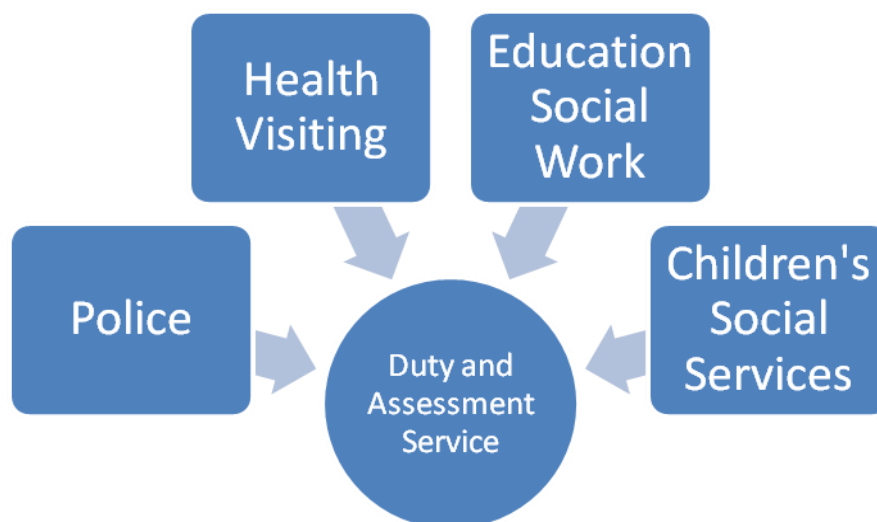 Health
Visiting
Education
Social
Work
Police
Children's
Social
Services
Duty and
Assessment
Service